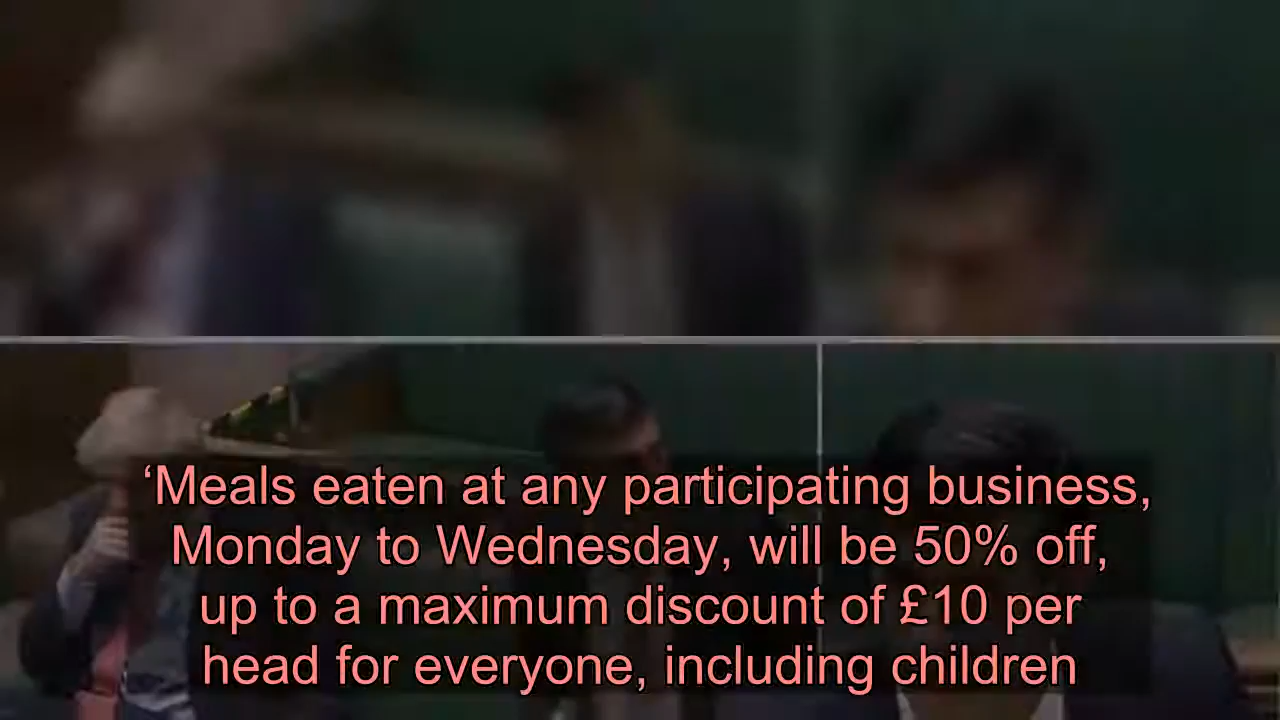 ‘Meals eaten at any participating business,
Monday to Wednesday, will be 50% off,
up to a maximum discount of £10 per
head for everyone, including children